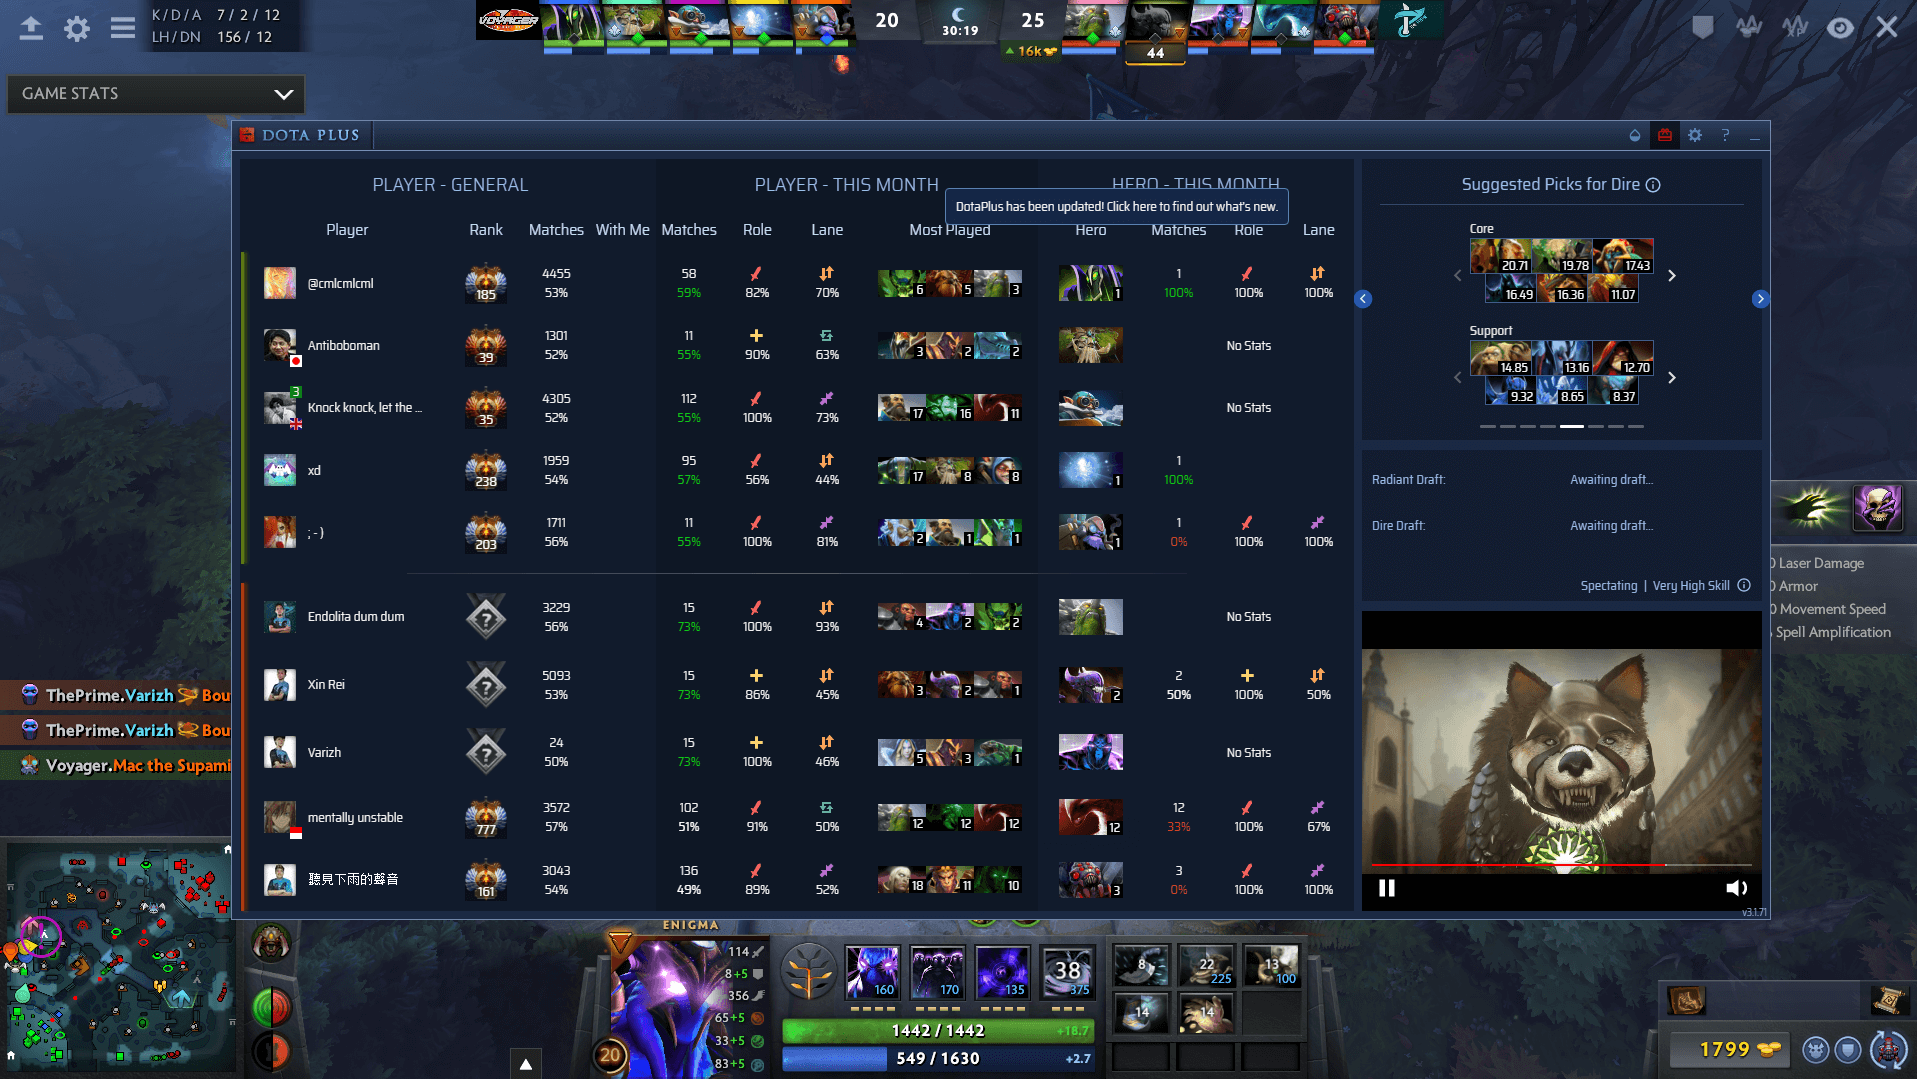 K / D / A 7 / 2 / 12
LH / DN 156 / 12
VOYAGER
20
30:19
25
16k
44
GAME STATS
DOTA PLUS
?
PLAYER - GENERAL
PLAYER - THIS MONTH
HERO - THIS MONTH
DotaPlus has been updated! Click here to find out what's new.
Player Rank Matches With Me Matches Role Lane Most Played Hero Matches Role Lane
@cmlcmlcml 185 4455 53% 58 59% 82% 70% 6 5 3 1 1 100% 100% 100%
Antiboboman 39 1301 52% 11 55% 90% 63% 3 2 2 No Stats
3 Knock knock, let the ... 35 4305 52% 112 55% 100% 73% 17 16 11 No Stats
xd 238 1959 54% 95 57% 56% 44% 17 8 8 1 1 100%
; - ) 203 1711 56% 11 55% 100% 81% 2 1 1 1 1 0% 100% 100%
Endolita dum dum ? 3229 56% 15 73% 100% 93% 4 2 2 No Stats
Xin Rei ? 5093 53% 15 73% 86% 45% 3 2 1 2 2 50% 100% 50%
Varizh ? 24 50% 15 73% 100% 46% 5 3 1 No Stats
mentally unstable 777 3572 57% 102 51% 91% 50% 12 12 12 12 12 33% 100% 67%
聽見下雨的聲音 161 3043 54% 136 49% 89% 52% 18 11 10 3 3 0% 100% 100%
Suggested Picks for Dire
Core
20.71 19.78 17.43
16.49 16.36 11.07
Support
14.85 13.16 12.70
9.32 8.65 8.37
Radiant Draft: Awaiting draft...
Dire Draft: Awaiting draft...
Spectating | Very High Skill
v3.1.71
0 Laser Damage
0 Armor
0 Movement Speed
Spell Amplification
ThePrime.Varizh Bou
ThePrime.Varizh Bou
Voyager.Mac the Supami
ENIGMA
114
8+5
356
65+5
33+5
83+5
20
160 170 135 38 375
1442 / 1442 +18.7
549 / 1630 +2.7
8 22 225 13 100
14 14
1799